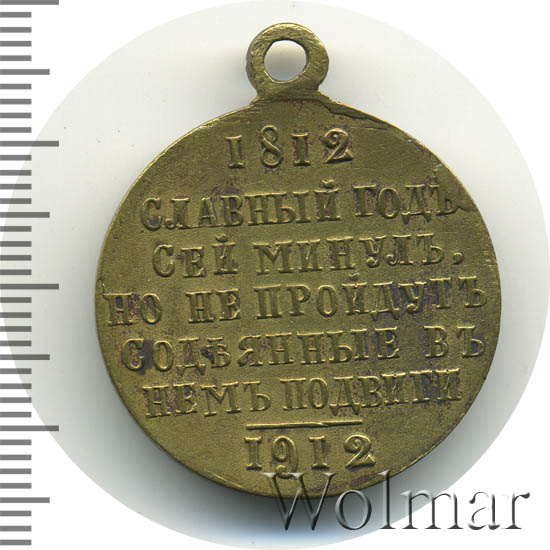 1812
СЛАВНЫЙ ГОДЪ
СЕЙ МИНУЛЪ,
НО НЕ ПРОЙДУТЪ
СОДѢЯННЫЕ ВЪ
НЕМЪ ПОДВИГИ
1912
Wolmar